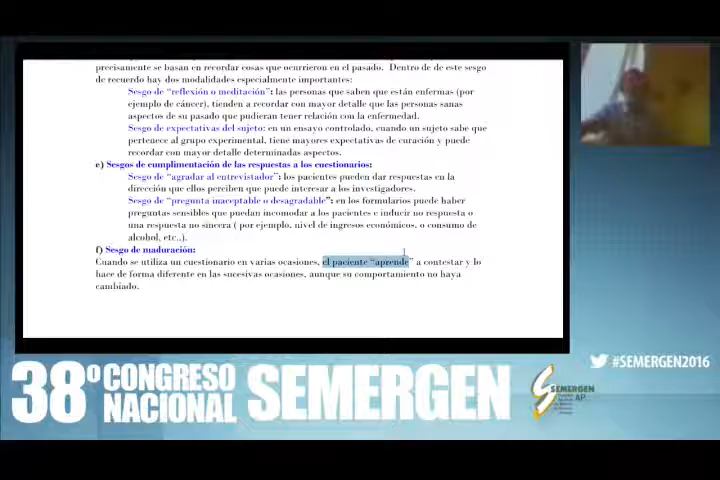 precisamente se basan en recordar cosas que ocurrieron en el pasado. Dentro de de este sesgo
de recuerdo hay dos modalidades especialmente importantes:
Sesgo de “reflexión o meditación”: las personas que saben que están enfermas (por
ejemplo de cáncer), tienden a recordar con mayor detalle que las personas sanas
aspectos de su pasado que pudieran tener relación con la enfermedad.
Sesgo de expectativas del sujeto: en un ensayo controlado, cuando un sujeto sabe que
pertenece al grupo experimental, tiene mayores expectativas de curación y puede
recordar con mayor detalle determinadas aspectos.
e) Sesgos de cumplimentación de las respuestas a los cuestionarios:
Sesgo de “agradar al entrevistador”: los pacientes pueden dar respuestas en la
dirección que ellos perciben que puede interesar a los investigadores.
Sesgo de “pregunta inaceptable o desagradable”: en los formularios puede haber
preguntas sensibles que puedan incomodar a los pacientes e inducir no respuesta o
una respuesta no sincera ( por ejemplo, nivel de ingresos económicos, o consumo de
alcohol, etc..).
f) Sesgo de maduración:
Cuando se utiliza un cuestionario en varias ocasiones, el paciente “aprende” a contestar y lo
hace de forma diferente en las sucesivas ocasiones, aunque su comportamiento no haya
cambiado.
#SEMERGEN2016
38º CONGRESO NACIONAL SEMERGEN
SEMERGEN
AP